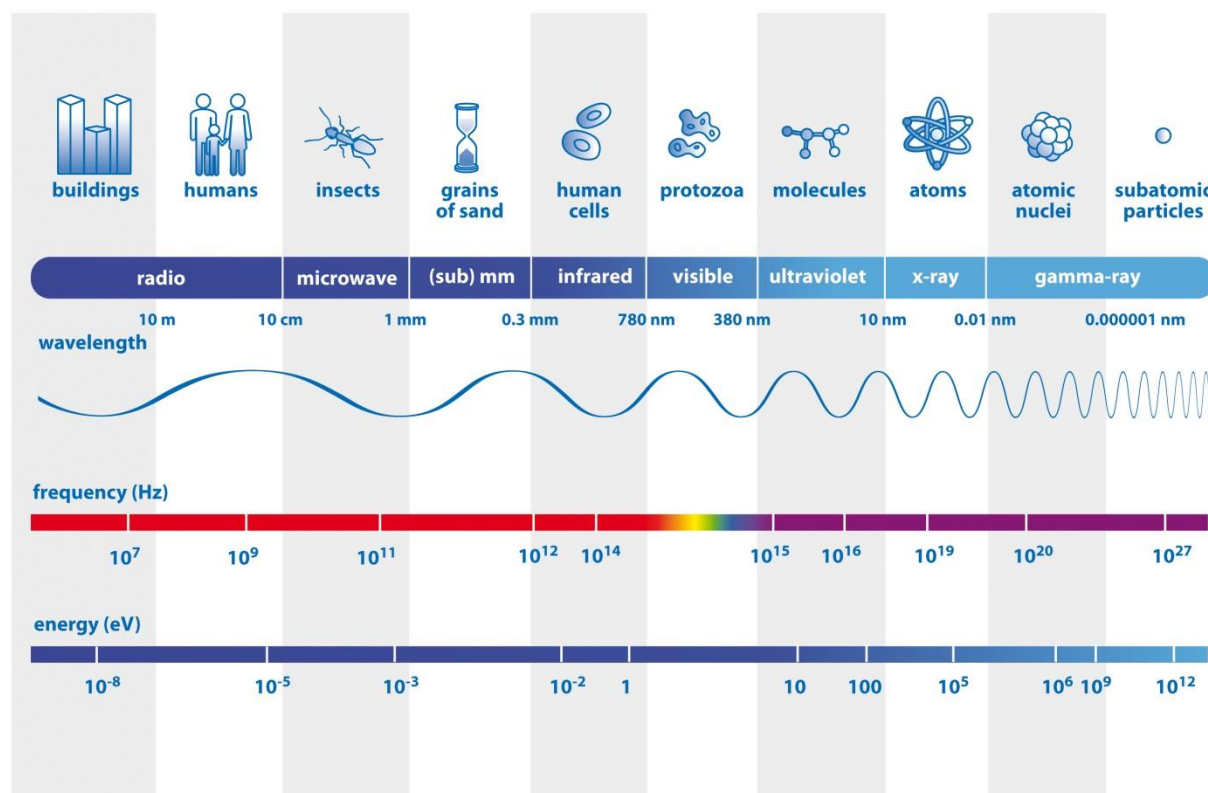 buildings
humans
insects
grains
of sand
human
cells
protozoa
molecules
atoms
atomic
nuclei
subatomic
particles
radio
microwave
(sub) mm
infrared
visible
ultraviolet
x-ray
gamma-ray
10 m
10 cm
1 mm
0.3 mm
780 nm
380 nm
10 nm
0.01 nm
0.000001 nm
wavelength
frequency (Hz)
10⁷
10⁹
10¹¹
10¹²
10¹⁴
10¹⁵
10¹⁶
10¹⁹
10²⁰
10²⁷
energy (eV)
10⁻⁸
10⁻⁵
10⁻³
10⁻²
1
10
100
10⁵
10⁶
10⁹
10¹²